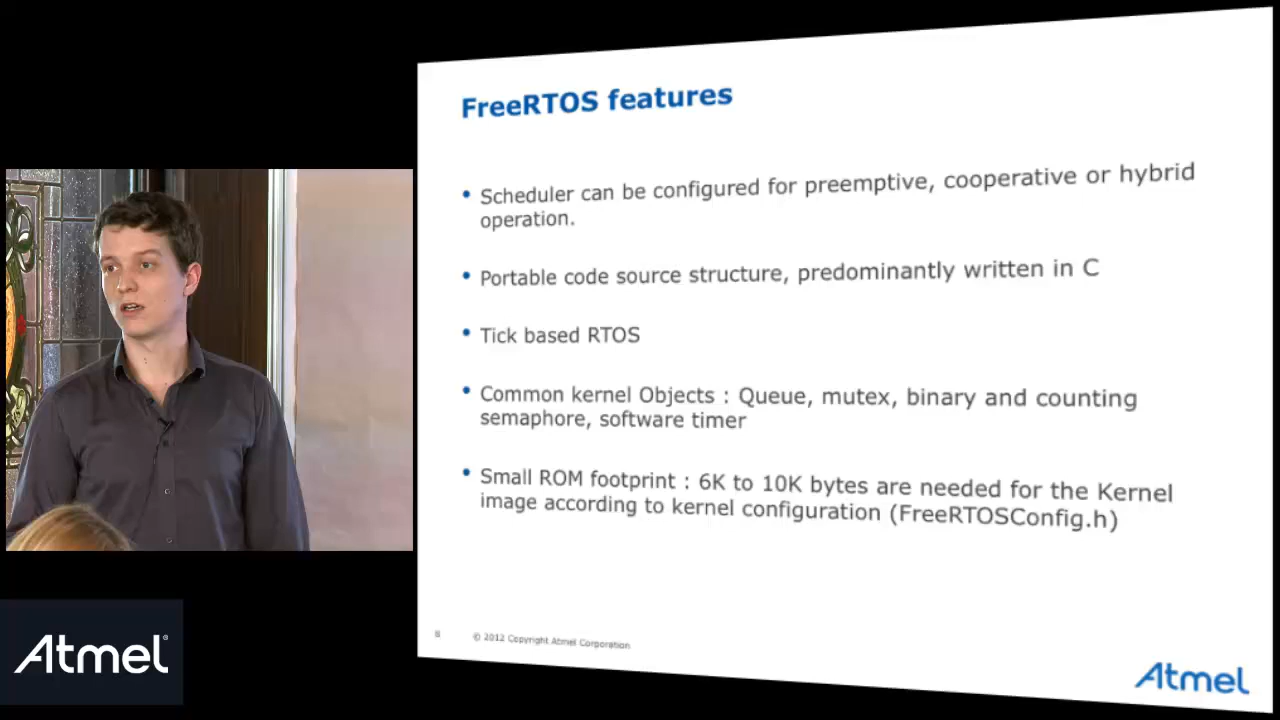 FreeRTOS features
• Scheduler can be configured for preemptive, cooperative or hybrid
operation.
• Portable code source structure, predominantly written in C
• Tick based RTOS
• Common kernel Objects : Queue, mutex, binary and counting
semaphore, software timer
• Small ROM footprint : 6K to 10K bytes are needed for the Kernel
image according to kernel configuration (FreeRTOSConfig.h)
8 © 2012 Copyright Atmel Corporation
Atmel
Atmel®